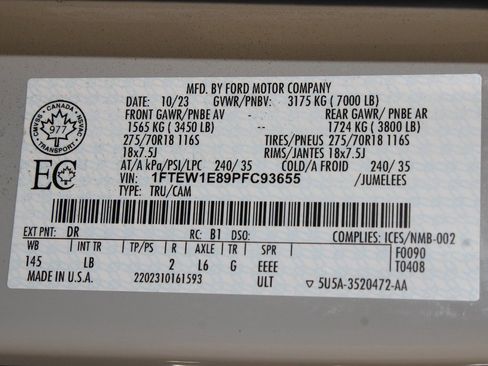 MFD. BY FORD MOTOR COMPANY
DATE: 10/23 GVWR/PNBV: 3175 KG ( 7000 LB)
FRONT GAWR/PNBE AV REAR GAWR/PNBE AR
1565 KG ( 3450 LB) -- 1724 KG ( 3800 LB)
275/70R18 116S TIRES/PNEUS 275/70R18 116S
18x7.5J RIMS/JANTES 18x7.5J
AT/A kPa/PSI/LPC 240/ 35 COLD/A FROID 240/ 35
VIN: 1FTEW1E89PFC93655 /JUMELEES
TYPE: TRU/CAM
CANADA
CMVSS NSVAC
977
TRANSPORT
EC
EXT PNT: DR RC: B1 DSO: COMPLIES: ICES/NMB-002
WB INT TR TP/PS R AXLE TR SPR F0090
145 LB 2 L6 G EEEE T0408
MADE IN U.S.A. 2202310161593 ULT ▽ 5U5A-3520472-AA